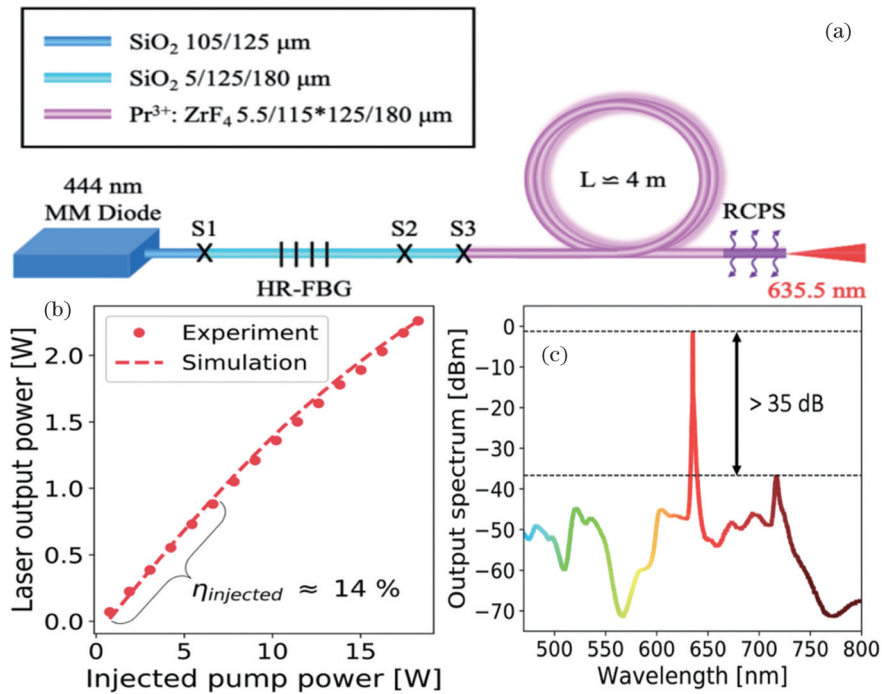 (a)
SiO₂ 105/125 μm
SiO₂ 5/125/180 μm
Pr³⁺: ZrF₄ 5.5/115*125/180 μm
444 nm
MM Diode
S1
HR-FBG
S2
S3
L ≌ 4 m
RCPS
635.5 nm
(b)
Experiment
Simulation
Laser output power [W]
2.0
1.5
1.0
0.5
0.0
ηinjected ≈ 14 %
0
5
10
15
Injected pump power [W]
(c)
Output spectrum [dBm]
0
−10
−20
−30
−40
−50
−60
−70
> 35 dB
500
550
600
650
700
750
800
Wavelength [nm]